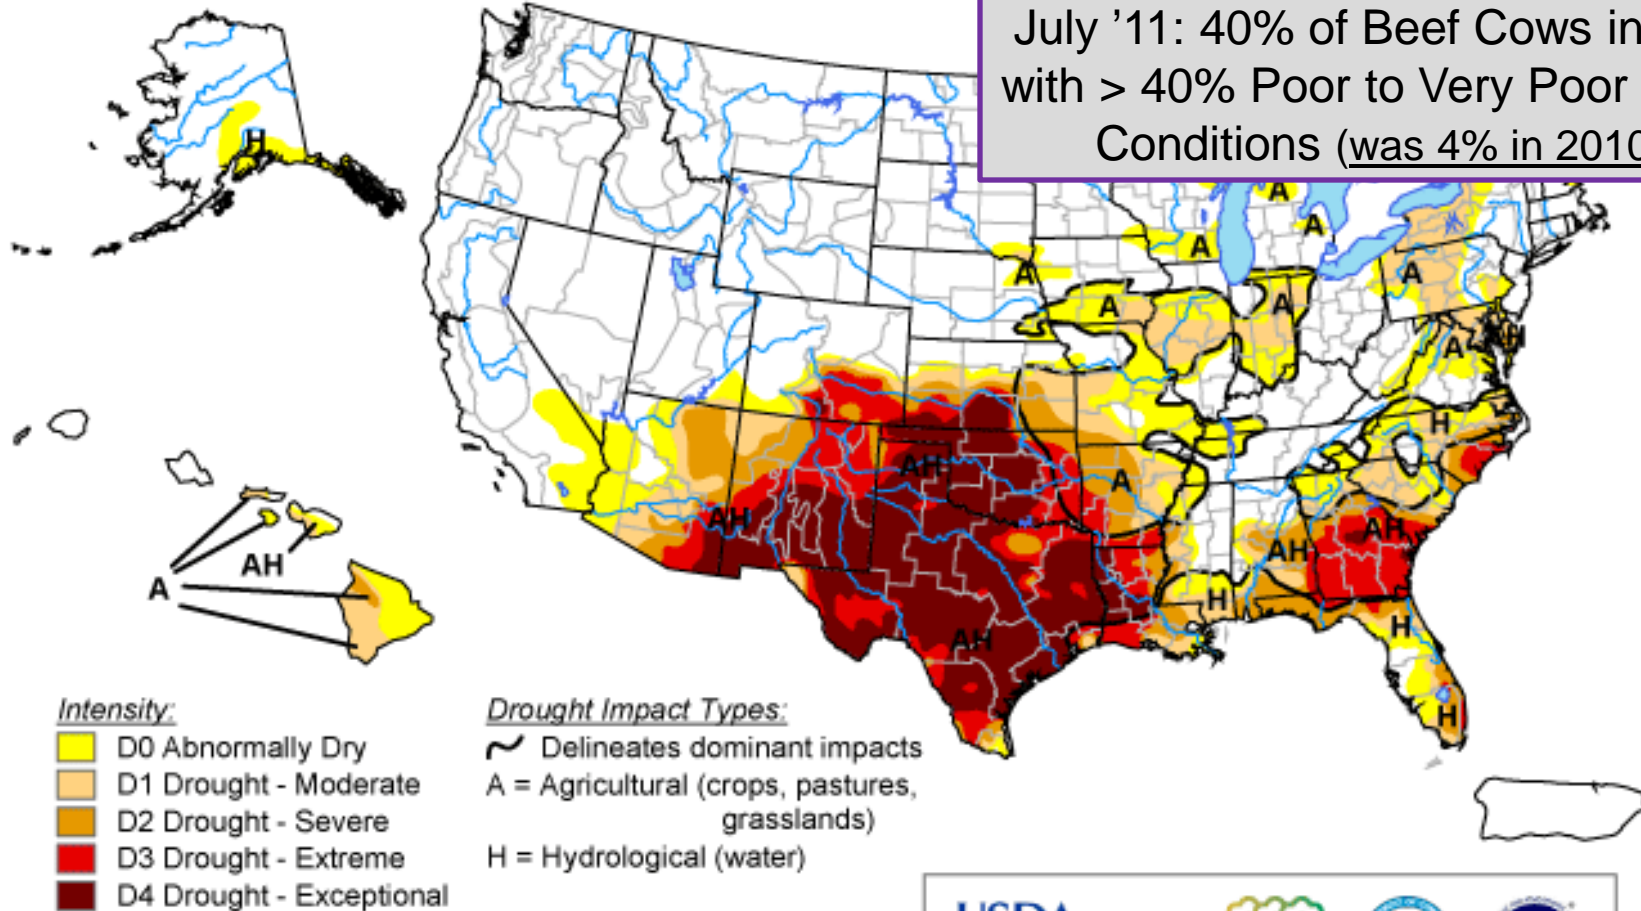 July ’11: 40% of Beef Cows in
with > 40% Poor to Very Poor
Conditions (was 4% in 2010
H
A
A
A
A
A
A
A
A
H
H
AH
A
AH
AH
AH
H
AH
H
H
A
AH
Intensity:
D0 Abnormally Dry
D1 Drought - Moderate
D2 Drought - Severe
D3 Drought - Extreme
D4 Drought - Exceptional
Drought Impact Types:
Delineates dominant impacts
A = Agricultural (crops, pastures,
grasslands)
H = Hydrological (water)
USDA